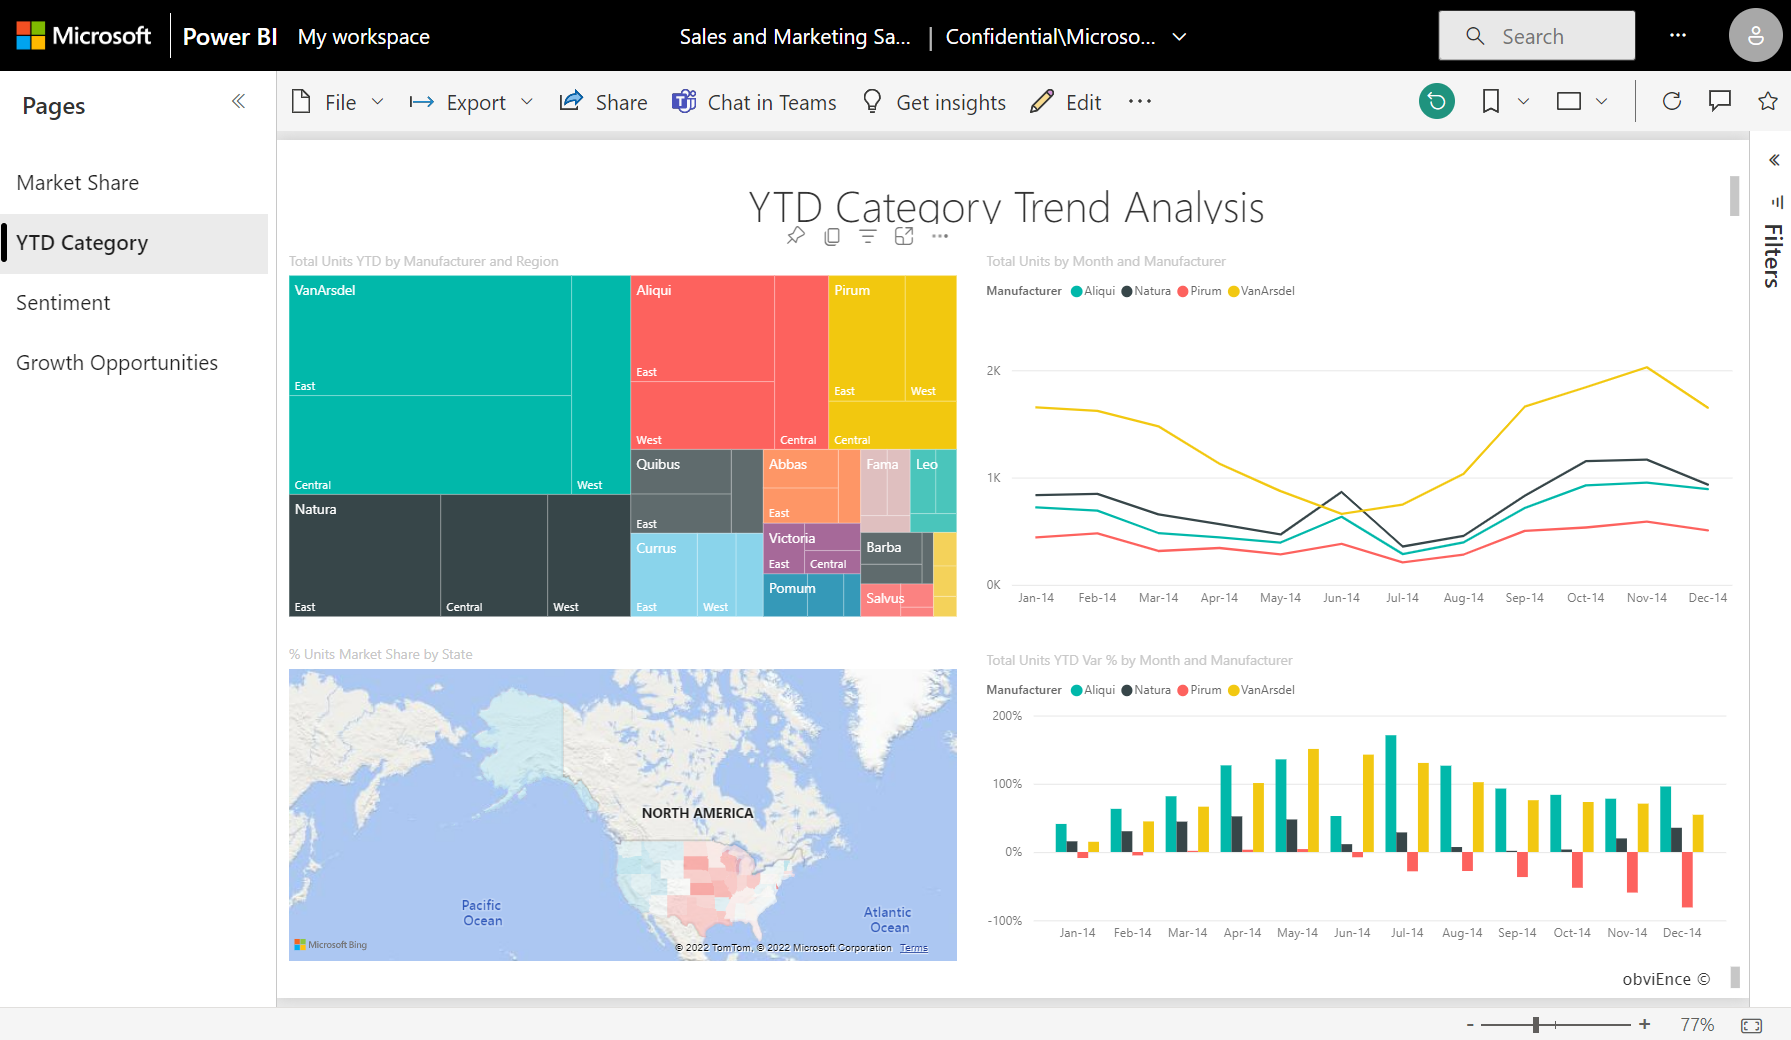 Microsoft Power BI My workspace Sales and Marketing Sa... | Confidential\Microso... Search
Pages
File Export Share Chat in Teams Get insights Edit
Market Share
YTD Category
Sentiment
Growth Opportunities
Filters
YTD Category Trend Analysis
Total Units YTD by Manufacturer and Region
VanArsdel
East
Central
West
Natura
East
Central
West
Aliqui
East
West
Central
Pirum
East
West
Central
Quibus
East
Currus
East
West
Abbas
East
Victoria
East
Central
Pomum
Fama
Leo
Barba
Salvus
Total Units by Month and Manufacturer
Manufacturer Aliqui Natura Pirum VanArsdel
2K
1K
0K
Jan-14 Feb-14 Mar-14 Apr-14 May-14 Jun-14 Jul-14 Aug-14 Sep-14 Oct-14 Nov-14 Dec-14
% Units Market Share by State
NORTH AMERICA
Pacific
Ocean
Atlantic
Ocean
Microsoft Bing
© 2022 TomTom, © 2022 Microsoft Corporation Terms
Total Units YTD Var % by Month and Manufacturer
Manufacturer Aliqui Natura Pirum VanArsdel
200%
100%
0%
-100%
Jan-14 Feb-14 Mar-14 Apr-14 May-14 Jun-14 Jul-14 Aug-14 Sep-14 Oct-14 Nov-14 Dec-14
obviEnce ©
- + 77%